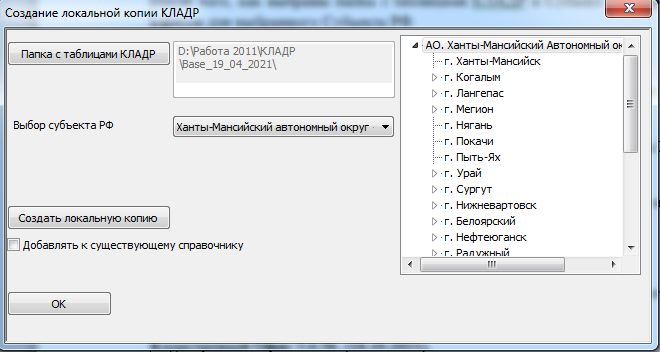 Создание локальной копии КЛАДР
Папка с таблицами КЛАДР
D:\Работа 2011\КЛАДР
\Base_19_04_2021\
Выбор субъекта РФ
Ханты-Мансийский автономный округ -
Создать локальную копию
Добавлять к существующему справочнику
OK
АО. Ханты-Мансийский Автономный ок
г. Ханты-Мансийск
г. Когалым
г. Лангепас
г. Мегион
г. Нягань
г. Покачи
г. Пыть-Ях
г. Урай
г. Сургут
г. Нижневартовск
г. Белоярский
г. Нефтеюганск
г. Радужный